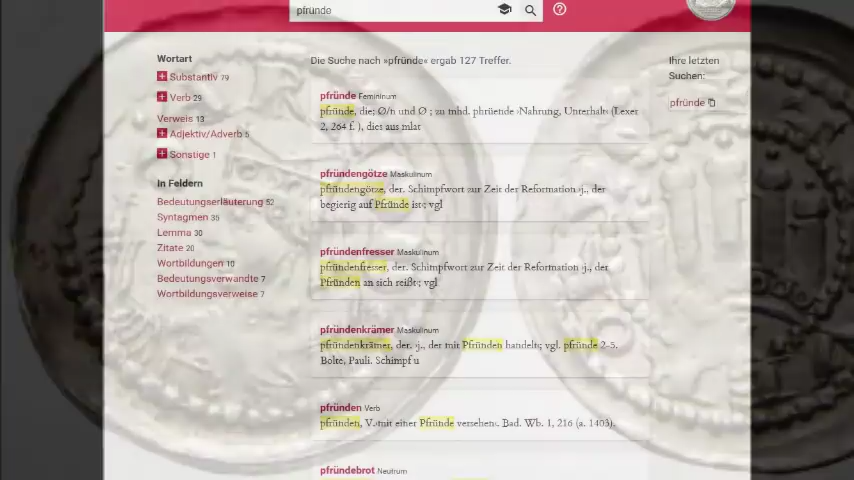 pfründe
Wortart
Substantiv 79
Verb 29
Verweis 13
Adjektiv/Adverb 5
Sonstige 1
In Feldern
Bedeutungserläuterung 52
Syntagmen 35
Lemma 30
Zitate 20
Wortbildungen 10
Bedeutungsverwandte 7
Wortbildungsverweise 7
Die Suche nach »pfründe« ergab 127 Treffer.
pfründe Femininum
pfründe, die; Ø/n und Ø ; zu mhd. phrüende ›Nahrung, Unterhalt‹ (Lexer
2, 264 f. ), dies aus mlat
pfründengötze Maskulinum
pfründengötze, der. Schimpfwort zur Zeit der Reformation ›j., der
begierig auf Pfründe ist‹; vgl
pfründenfresser Maskulinum
pfründenfresser, der. Schimpfwort zur Zeit der Reformation ›j., der
Pfründen an sich reißt‹; vgl
pfründenkrämer Maskulinum
pfründenkrämer, der. ›j., der mit Pfründen handelt‹; vgl. pfründe 2–5.
Bolte, Pauli. Schimpf u
pfründen Verb
pfründen, V.›mit einer Pfründe versehen‹. Bad. Wb. 1, 216 (a. 1403).
pfründebrot Neutrum
Ihre letzten
Suchen:
pfründe